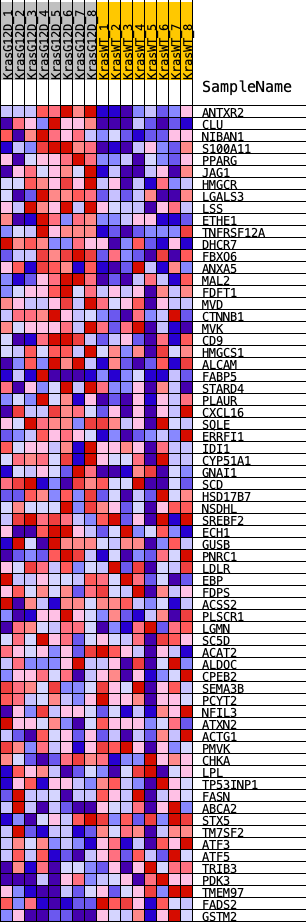 KrasG12D_1
KrasG12D_2
KrasG12D_3
KrasG12D_4
KrasG12D_5
KrasG12D_6
KrasG12D_7
KrasG12D_8
KrasWT_1
KrasWT_2
KrasWT_3
KrasWT_4
KrasWT_5
KrasWT_6
KrasWT_7
KrasWT_8
SampleName
ANTXR2
CLU
NIBAN1
S100A11
PPARG
JAG1
HMGCR
LGALS3
LSS
ETHE1
TNFRSF12A
DHCR7
FBXO6
ANXA5
MAL2
FDFT1
MVD
CTNNB1
MVK
CD9
HMGCS1
ALCAM
FABP5
STARD4
PLAUR
CXCL16
SQLE
ERRFI1
IDI1
CYP51A1
GNAI1
SCD
HSD17B7
NSDHL
SREBF2
ECH1
GUSB
PNRC1
LDLR
EBP
FDPS
ACSS2
PLSCR1
LGMN
SC5D
ACAT2
ALDOC
CPEB2
SEMA3B
PCYT2
NFIL3
ATXN2
ACTG1
PMVK
CHKA
LPL
TP53INP1
FASN
ABCA2
STX5
TM7SF2
ATF3
ATF5
TRIB3
PDK3
TMEM97
FADS2
GSTM2